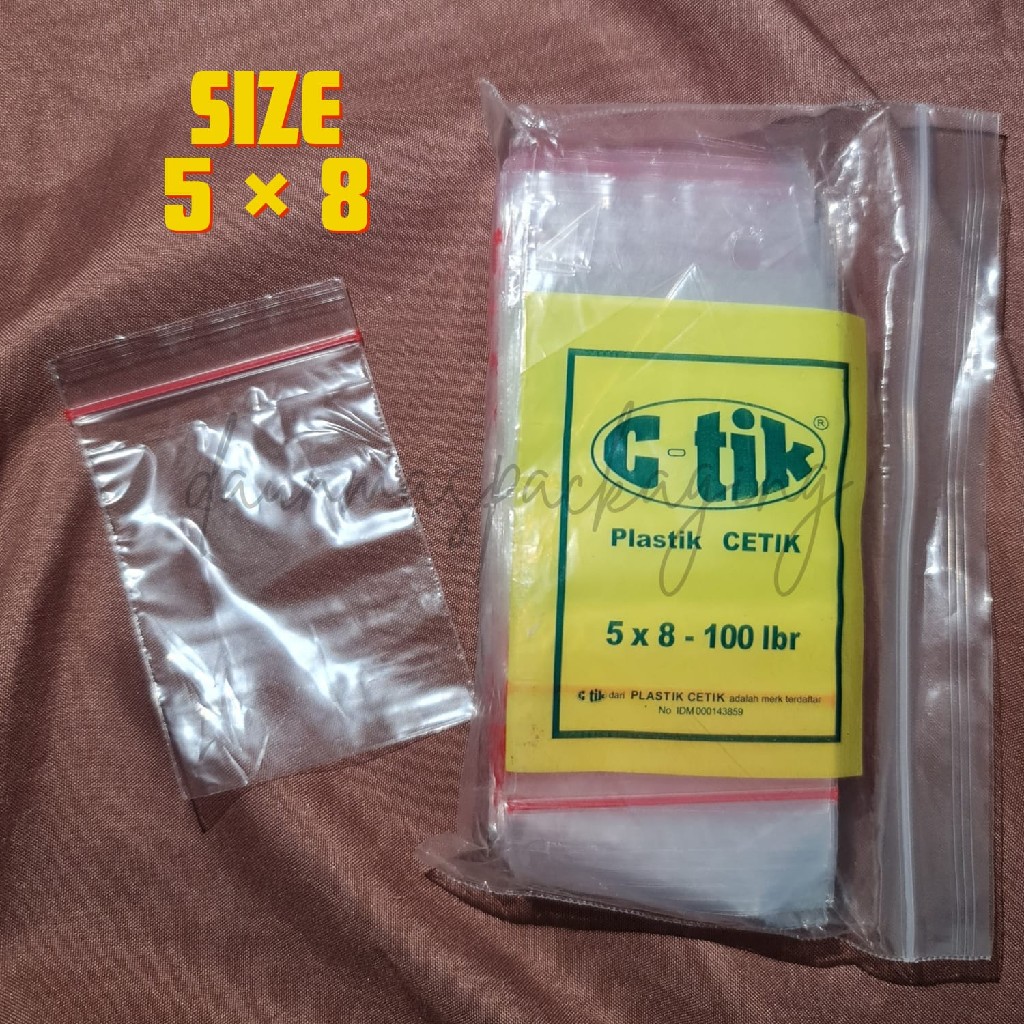 SIZE
5 × 8
C-tik ®
Plastik CETIK
5 x 8 - 100 lbr
C-tik dari PLASTIK CETIK adalah merk terdaftar
No IDM000143859